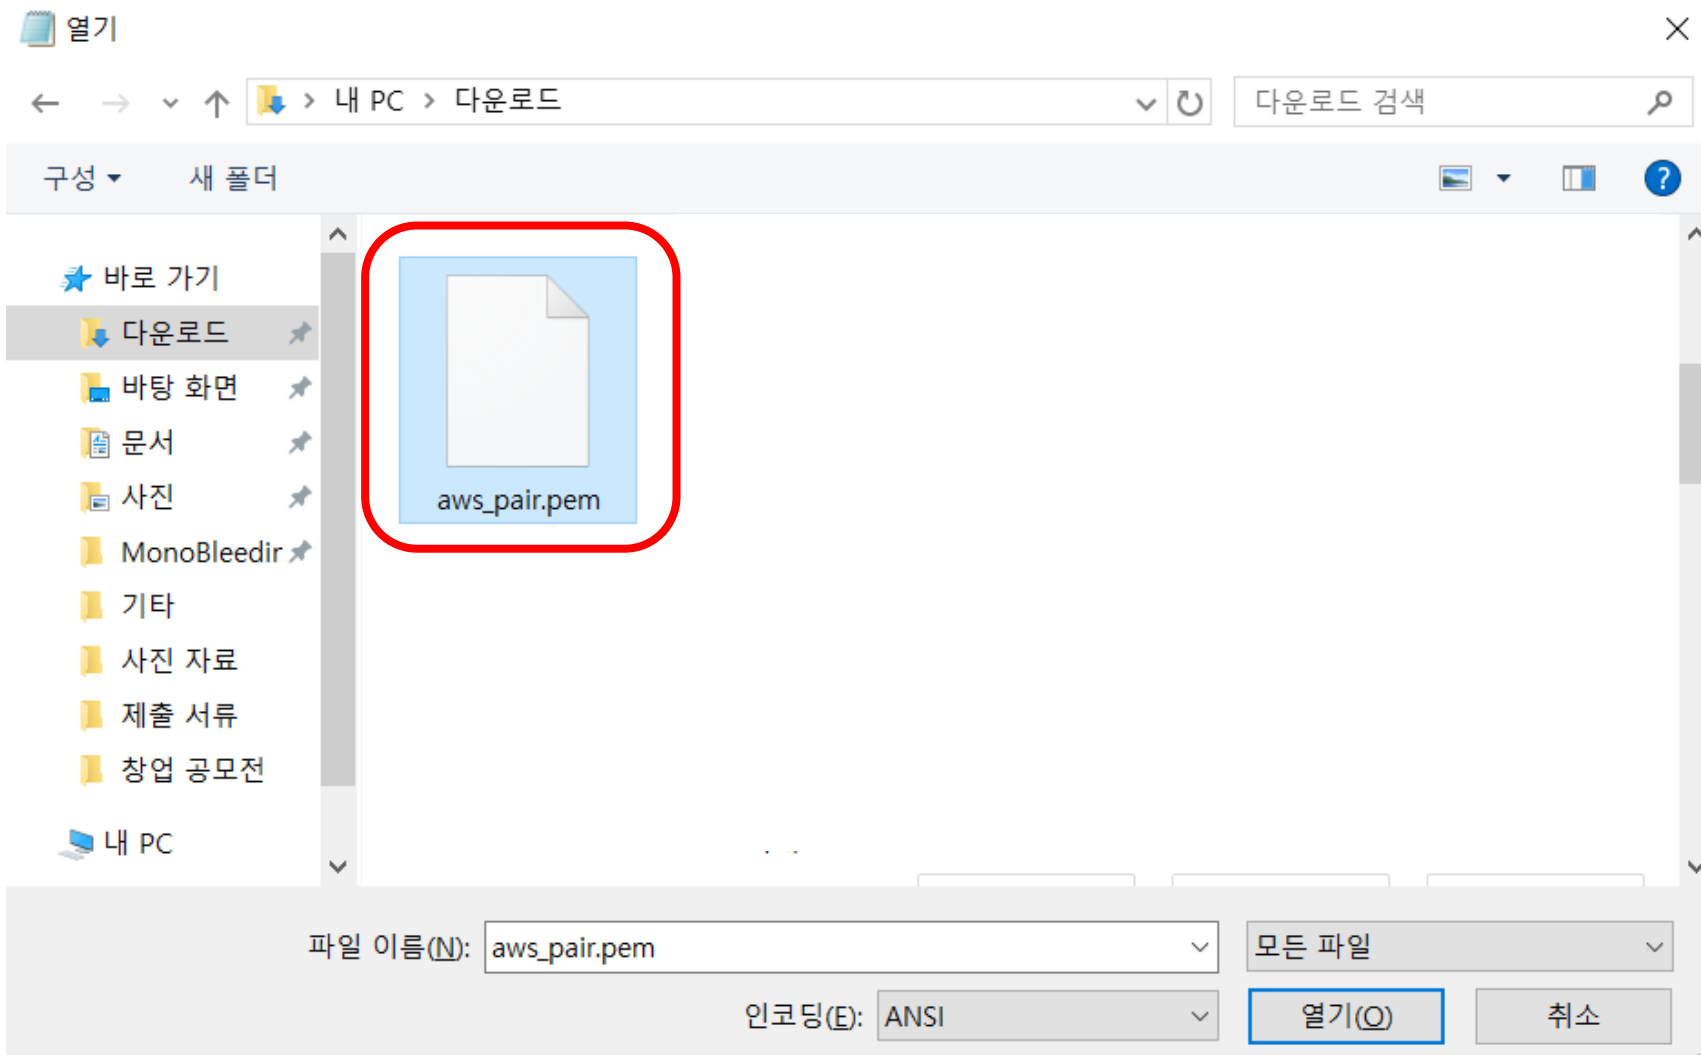 열기
내 PC > 다운로드
다운로드 검색
구성
새 폴더
바로 가기
다운로드
바탕 화면
문서
사진
MonoBleedir
기타
사진 자료
제출 서류
창업 공모전
내 PC
aws_pair.pem
파일 이름(N): aws_pair.pem
모든 파일
인코딩(E): ANSI
열기(O)
취소